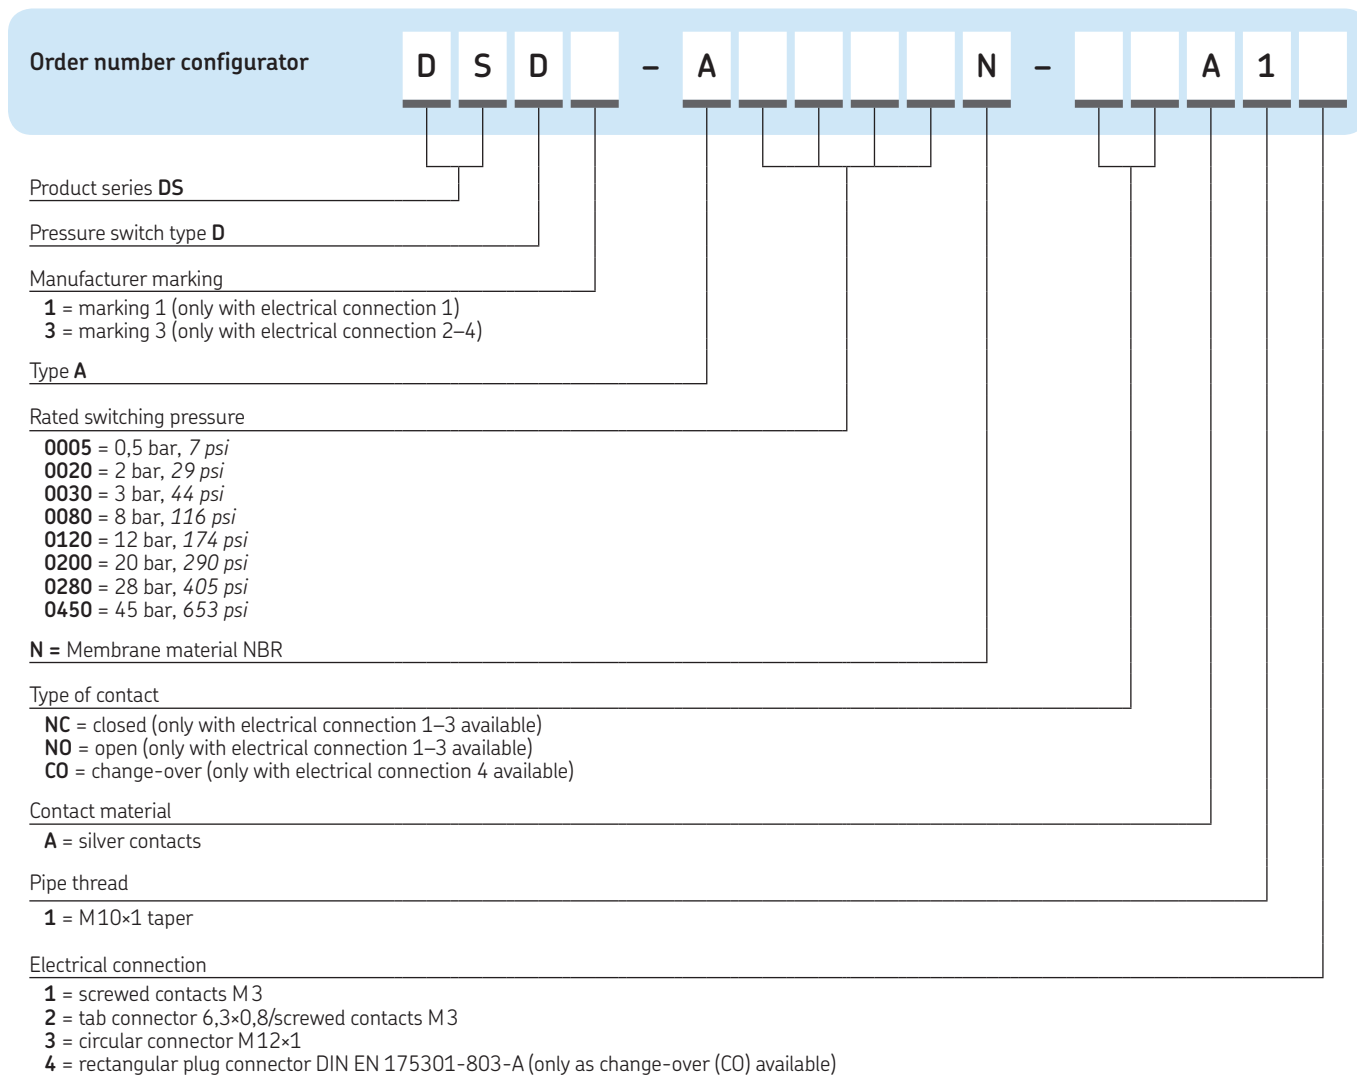 Order number configurator D S D – A N – A 1
Product series DS
Pressure switch type D
Manufacturer marking
1 = marking 1 (only with electrical connection 1)
3 = marking 3 (only with electrical connection 2–4)
Type A
Rated switching pressure
0005 = 0,5 bar, 7 psi
0020 = 2 bar, 29 psi
0030 = 3 bar, 44 psi
0080 = 8 bar, 116 psi
0120 = 12 bar, 174 psi
0200 = 20 bar, 290 psi
0280 = 28 bar, 405 psi
0450 = 45 bar, 653 psi
N = Membrane material NBR
Type of contact
NC = closed (only with electrical connection 1–3 available)
NO = open (only with electrical connection 1–3 available)
CO = change-over (only with electrical connection 4 available)
Contact material
A = silver contacts
Pipe thread
1 = M10×1 taper
Electrical connection
1 = screwed contacts M3
2 = tab connector 6,3×0,8/screwed contacts M3
3 = circular connector M12×1
4 = rectangular plug connector DIN EN 175301-803-A (only as change-over (CO) available)